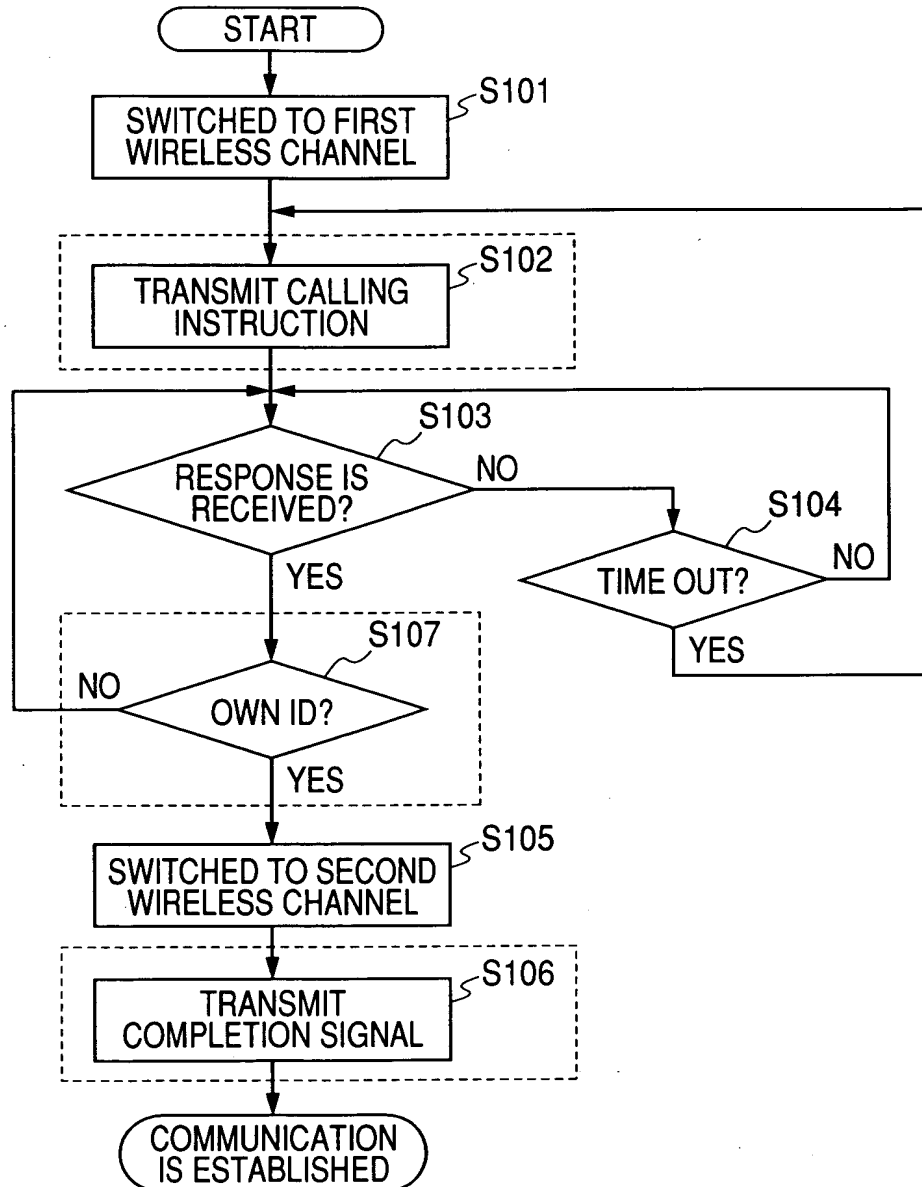 START
S101
SWITCHED TO FIRST
WIRELESS CHANNEL
S102
TRANSMIT CALLING
INSTRUCTION
S103
RESPONSE IS
RECEIVED?
NO
S104
TIME OUT?
NO
YES
YES
S107
NO
OWN ID?
YES
S105
SWITCHED TO SECOND
WIRELESS CHANNEL
S106
TRANSMIT
COMPLETION SIGNAL
COMMUNICATION
IS ESTABLISHED